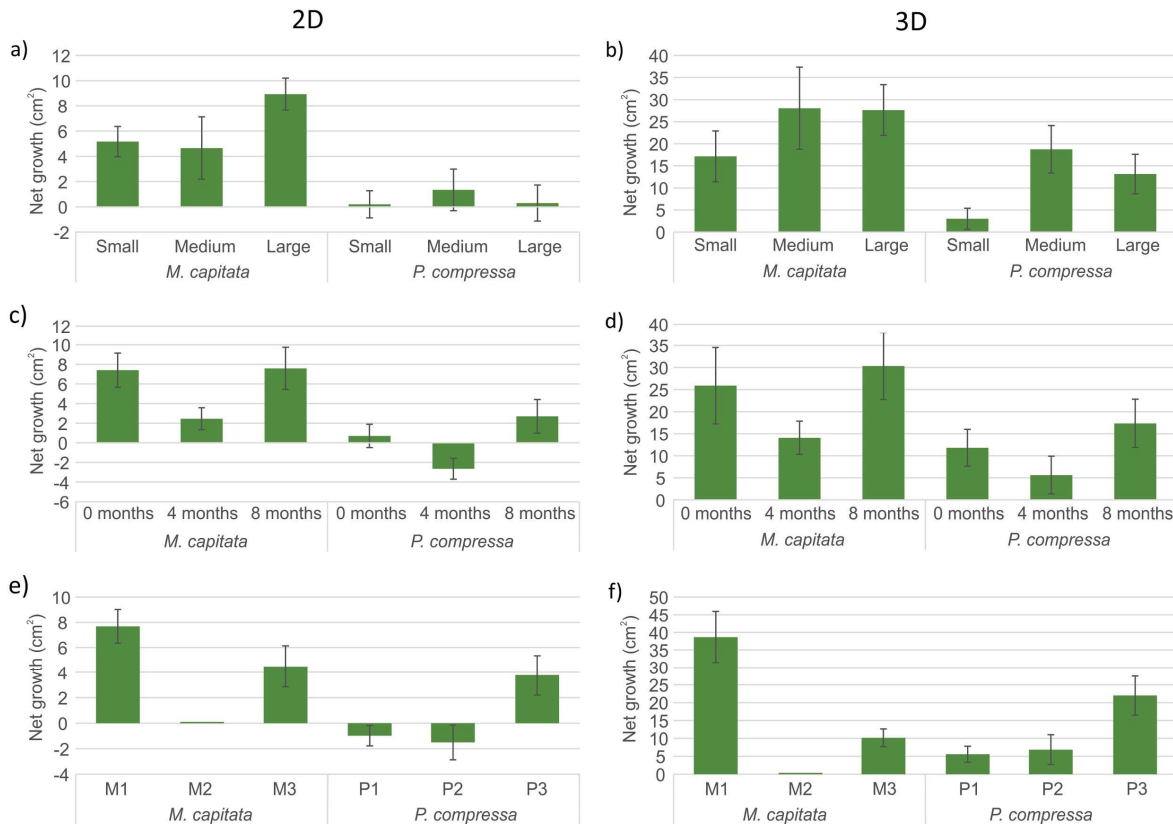 2D
3D
a)
Net growth (cm²)
12
10
8
6
4
2
0
-2
Small Medium Large Small Medium Large
M. capitata P. compressa
b)
Net growth (cm²)
40
35
30
25
20
15
10
5
0
Small Medium Large Small Medium Large
M. capitata P. compressa
c)
Net growth (cm²)
12
10
8
6
4
2
0
-2
-4
-6
0 months 4 months 8 months 0 months 4 months 8 months
M. capitata P. compressa
d)
Net growth (cm²)
40
35
30
25
20
15
10
5
0
0 months 4 months 8 months 0 months 4 months 8 months
M. capitata P. compressa
e)
Net growth (cm²)
10
8
6
4
2
0
-2
-4
M1 M2 M3 P1 P2 P3
M. capitata P. compressa
f)
Net growth (cm²)
50
45
40
35
30
25
20
15
10
5
0
M1 M2 M3 P1 P2 P3
M. capitata P. compressa